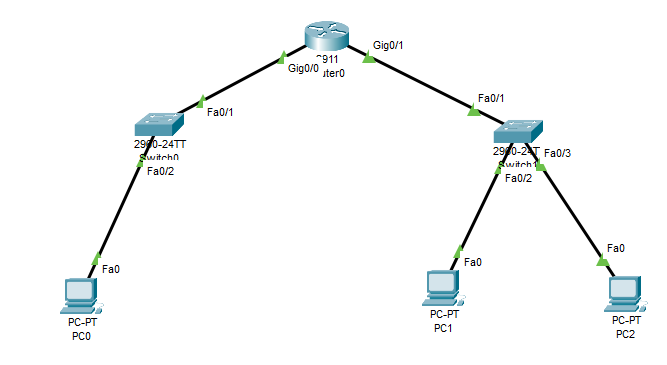 Gig0/1
Gig0/0
Fa0/1
Fa0/1
2960-24TT
Switch0
Fa0/2
Fa0/3
Fa0/2
Fa0
PC-PT
PC0
Fa0
PC-PT
PC1
Fa0
PC-PT
PC2